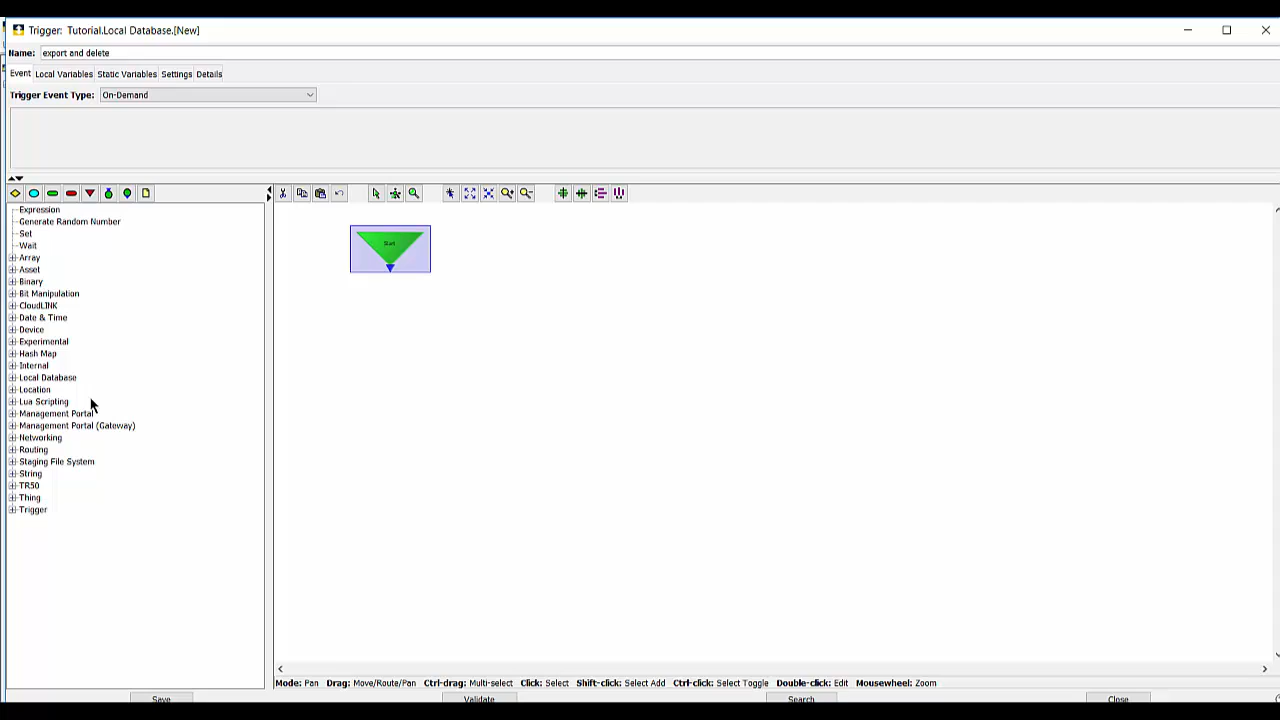 Trigger: Tutorial.Local Database.[New]
Name: export and delete
Event Local Variables Static Variables Settings Details
Trigger Event Type: On-Demand
Expression
Generate Random Number
Set
Wait
Array
Asset
Binary
Bit Manipulation
CloudLINK
Date & Time
Device
Experimental
Hash Map
Internal
Local Database
Location
Lua Scripting
Management Portal
Management Portal (Gateway)
Networking
Routing
Staging File System
String
TR50
Thing
Trigger
Start
Mode: Pan Drag: Move/Route/Pan Ctrl-drag: Multi-select Click: Select Shift-click: Select Add Ctrl-click: Select Toggle Double-click: Edit Mousewheel: Zoom
Save Validate Search Close